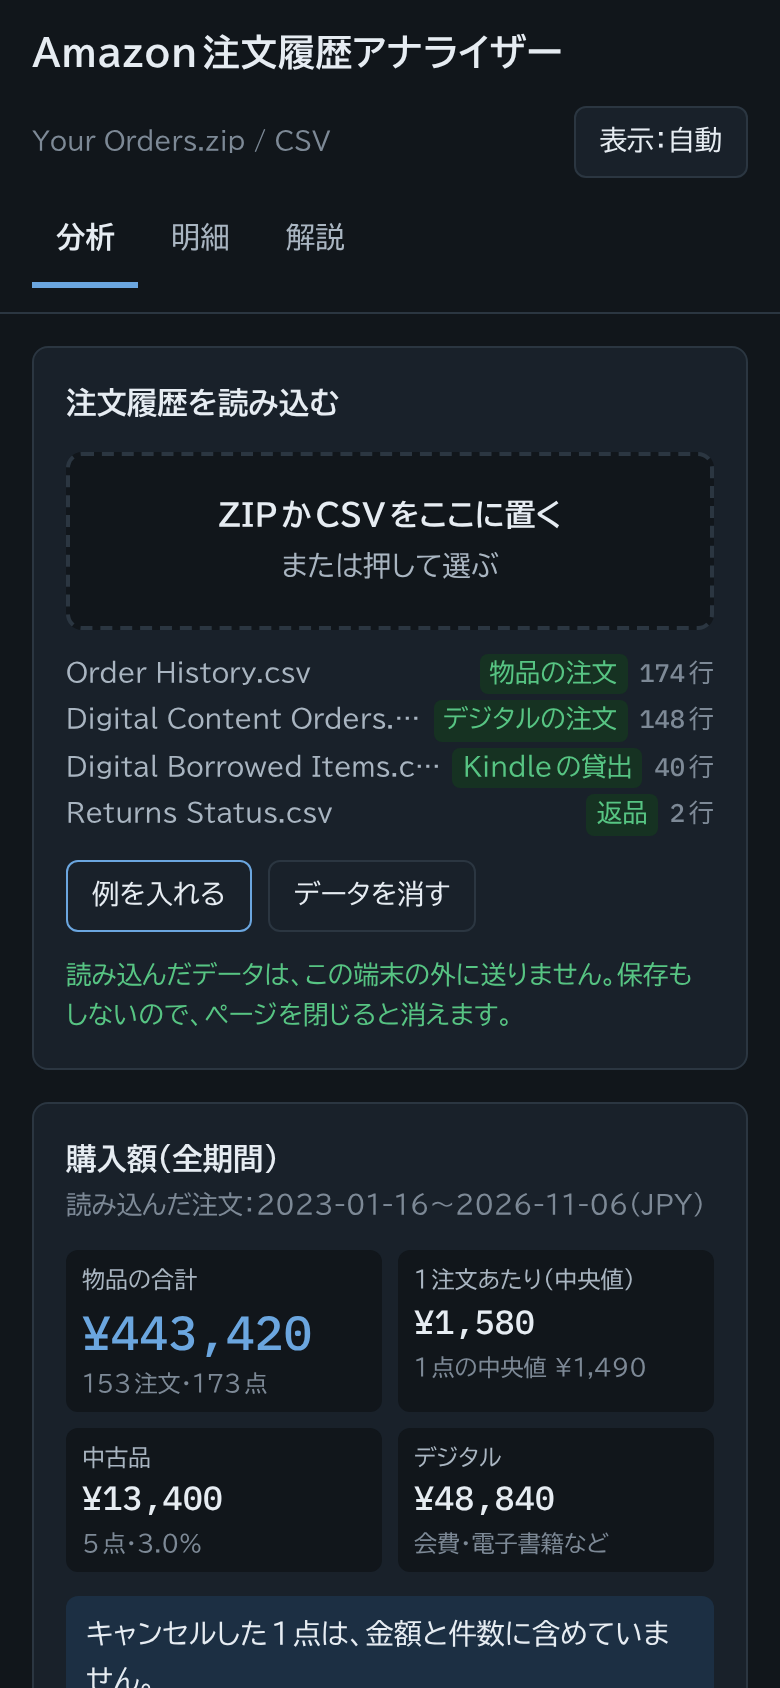 Amazon注文履歴アナライザー
Your Orders.zip / CSV
表示：自動
分析 明細 解説
注文履歴を読み込む
ZIPかCSVをここに置く
または押して選ぶ
Order History.csv 物品の注文 174行
Digital Content Orders.… デジタルの注文 148行
Digital Borrowed Items.c… Kindleの貸出 40行
Returns Status.csv 返品 2行
例を入れる データを消す
読み込んだデータは、この端末の外に送りません。保存も
しないので、ページを閉じると消えます。
購入額（全期間）
読み込んだ注文：2023-01-16〜2026-11-06（JPY）
物品の合計
¥443,420
153注文・173点
1注文あたり（中央値）
¥1,580
1点の中央値 ¥1,490
中古品
¥13,400
5点・3.0%
デジタル
¥48,840
会費・電子書籍など
キャンセルした1点は、金額と件数に含めていま
せん。